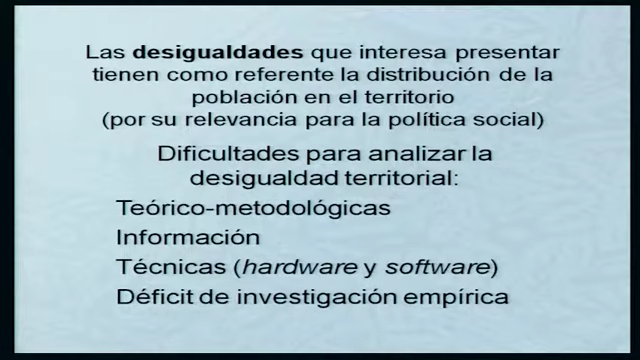 Las desigualdades que interesa presentar
tienen como referente la distribución de la
población en el territorio
(por su relevancia para la política social)
Dificultades para analizar la
desigualdad territorial:
Teórico-metodológicas
Información
Técnicas (hardware y software)
Déficit de investigación empírica